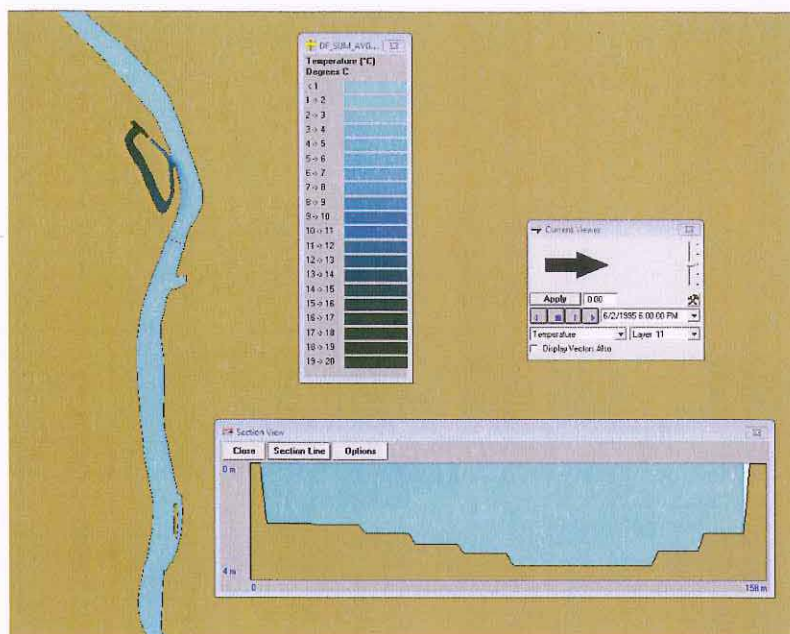 DF_SUM_AVG...
Temperature (°C)
Degrees C
< 1
1 -> 2
2 -> 3
3 -> 4
4 -> 5
5 -> 6
6 -> 7
7 -> 8
8 -> 9
9 -> 10
10 -> 11
11 -> 12
12 -> 13
13 -> 14
14 -> 15
15 -> 16
16 -> 17
17 -> 18
18 -> 19
19 -> 20
Current Viewer
Apply 0.00
6/2/1995 6:00:00 PM
Temperature Layer 11
Display Vectors Also
Section View
Close Section Line Options
0 m
4 m
0 158 m